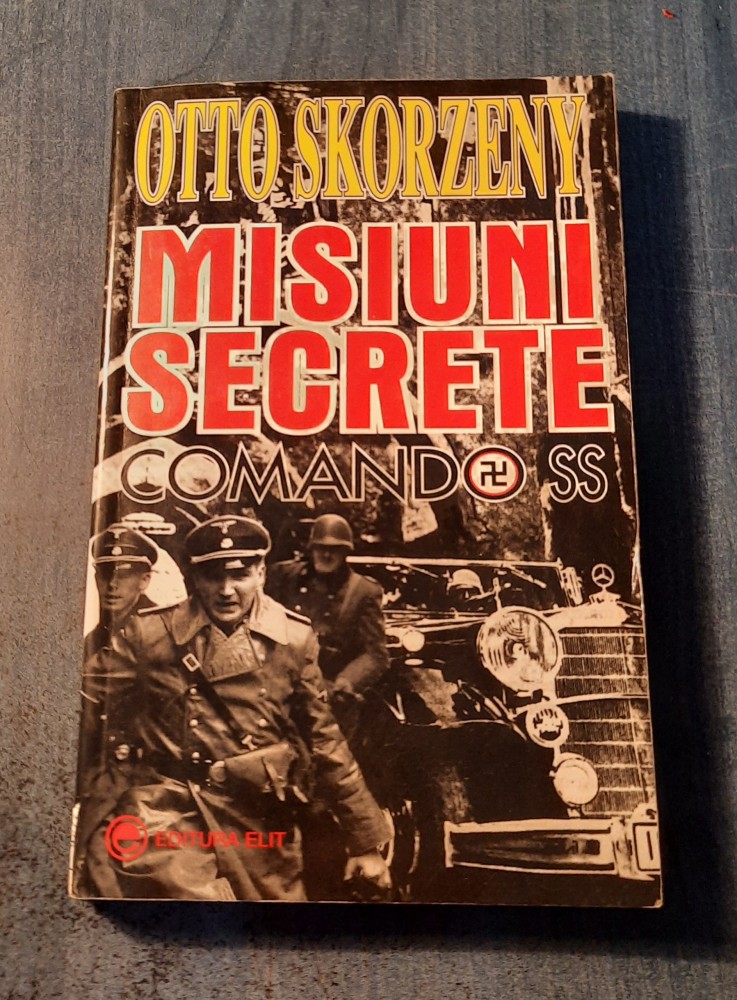 OTTO SKORZENY
MISIUNI
SECRETE
COMANDO SS
e EDITURA ELIT